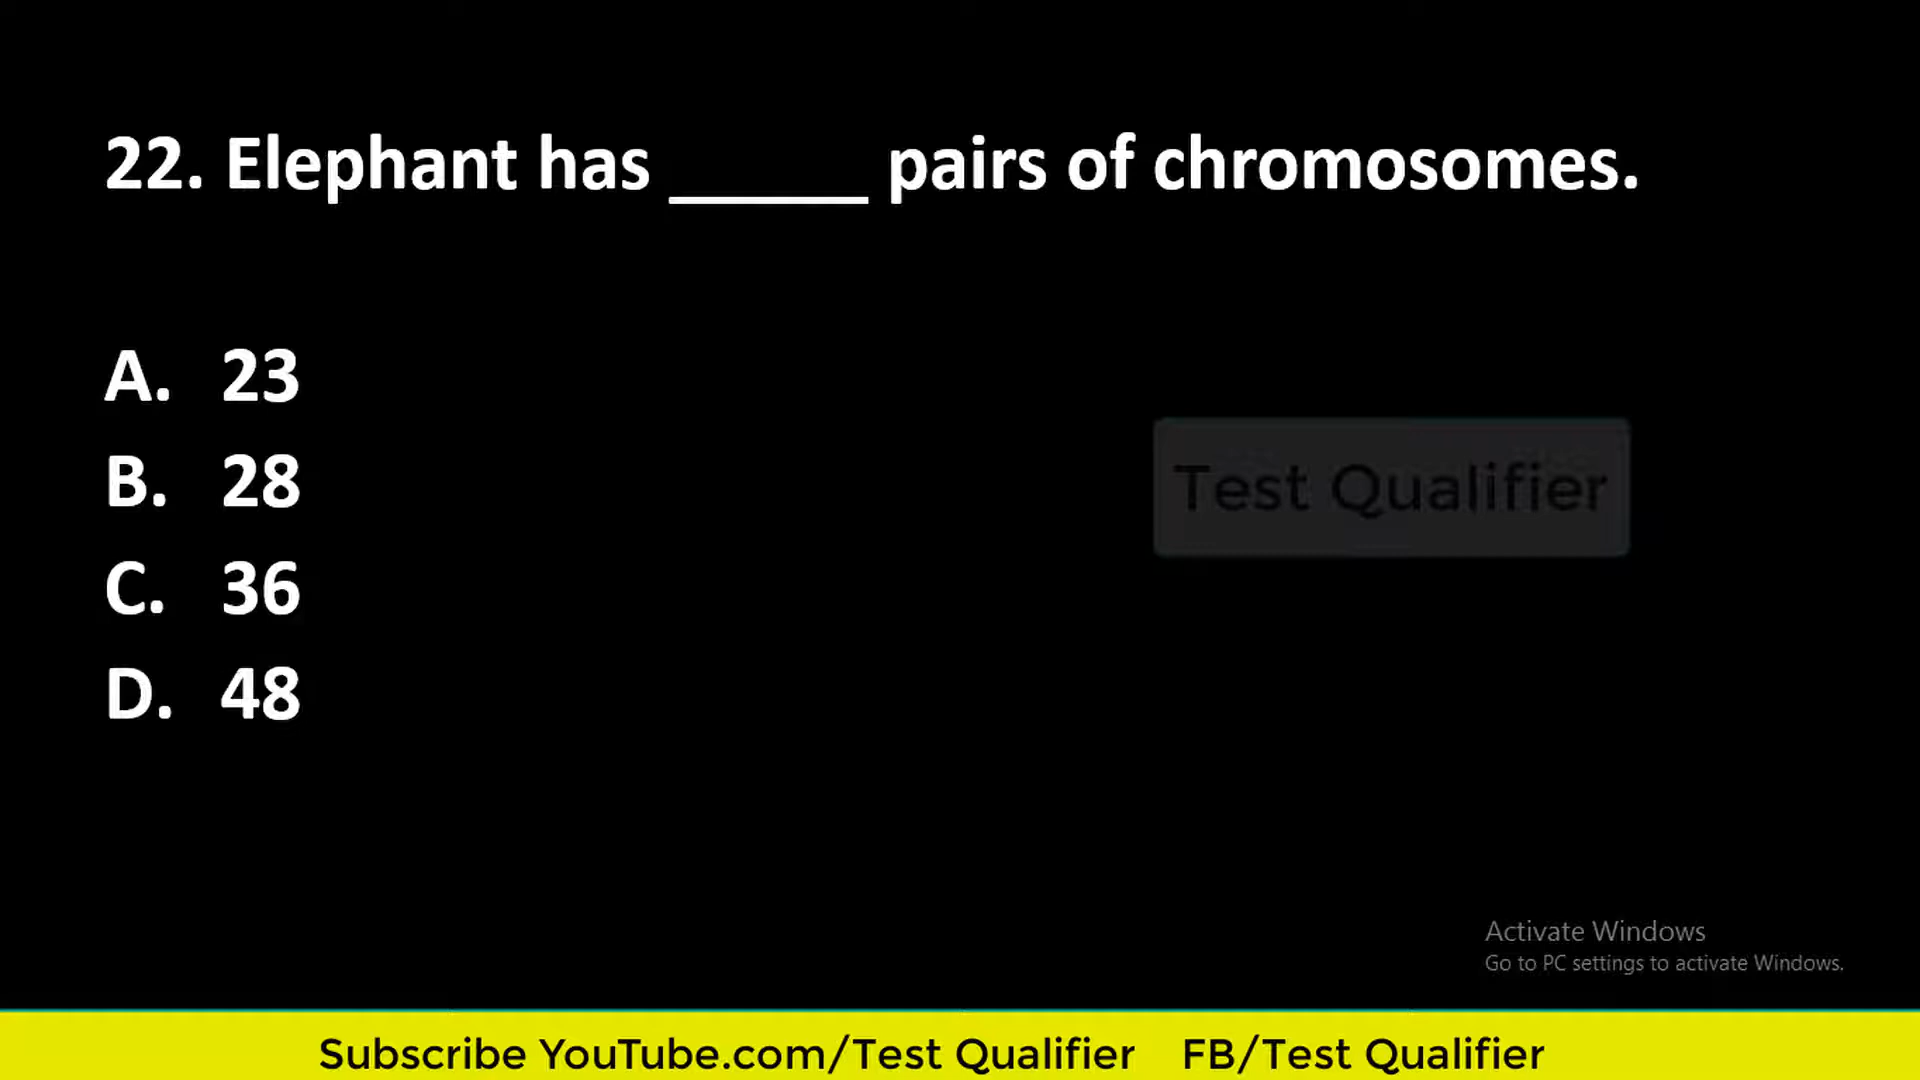 22. Elephant has ______ pairs of chromosomes.
A. 23
B. 28
C. 36
D. 48
Test Qualifier
Activate Windows
Go to PC settings to activate Windows.
Subscribe YouTube.com/Test Qualifier FB/Test Qualifier